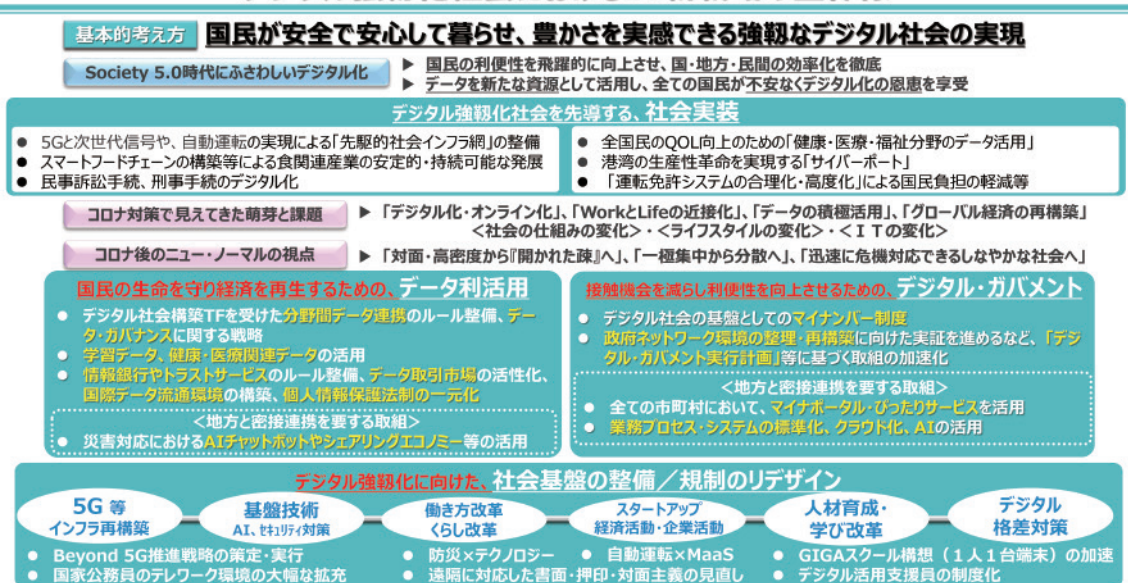 基本的考え方 国民が安全で安心して暮らせ、豊かさを実感できる強靱なデジタル社会の実現
Society 5.0時代にふさわしいデジタル化
▶ 国民の利便性を飛躍的に向上させ、国・地方・民間の効率化を徹底
▶ データを新たな資源として活用し、全ての国民が不安なくデジタル化の恩恵を享受
デジタル強靱化社会を先導する、社会実装
● 5Gと次世代信号や、自動運転の実現による「先駆的社会インフラ網」の整備
● スマートフードチェーンの構築等による食関連産業の安定的・持続可能な発展
● 民事訴訟手続、刑事手続のデジタル化
● 全国民のQOL向上のための「健康・医療・福祉分野のデータ活用」
● 港湾の生産性革命を実現する「サイバーポート」
● 「運転免許システムの合理化・高度化」による国民負担の軽減等
コロナ対策で見えてきた萌芽と課題
▶ 「デジタル化・オンライン化」、「WorkとLifeの近接化」、「データの積極活用」、「グローバル経済の再構築」
<社会の仕組みの変化>・<ライフスタイルの変化>・<ITの変化>
コロナ後のニュー・ノーマルの視点
▶ 「対面・高密度から『開かれた疎』へ」、「一極集中から分散へ」、「迅速に危機対応できるしなやかな社会へ」
国民の生命を守り経済を再生するための、データ利活用
● デジタル社会構築TFを受けた分野間データ連携のルール整備、デー
タ・ガバナンスに関する戦略
● 学習データ、健康・医療関連データの活用
● 情報銀行やトラストサービスのルール整備、データ取引市場の活性化、
国際データ流通環境の構築、個人情報保護法制の一元化
<地方と密接連携を要する取組>
● 災害対応におけるAIチャットボットやシェアリングエコノミー等の活用
接触機会を減らし利便性を向上させるための、デジタル・ガバメント
● デジタル社会の基盤としてのマイナンバー制度
● 政府ネットワーク環境の整理・再構築に向けた実証を進めるなど、「デジ
タル・ガバメント実行計画」等に基づく取組の加速化
<地方と密接連携を要する取組>
● 全ての市町村において、マイナポータル・ぴったりサービスを活用
● 業務プロセス・システムの標準化、クラウド化、AIの活用
デジタル強靱化に向けた、社会基盤の整備／規制のリデザイン
5G 等
インフラ再構築
基盤技術
AI、セキュリティ対策
働き方改革
くらし改革
スタートアップ
経済活動・企業活動
人材育成・
学び改革
デジタル
格差対策
● Beyond 5G推進戦略の策定・実行
● 国家公務員のテレワーク環境の大幅な拡充
● 防災×テクノロジー ● 自動運転×MaaS
● 遠隔に対応した書面・押印・対面主義の見直し
● GIGAスクール構想（１人１台端末）の加速
● デジタル活用支援員の制度化